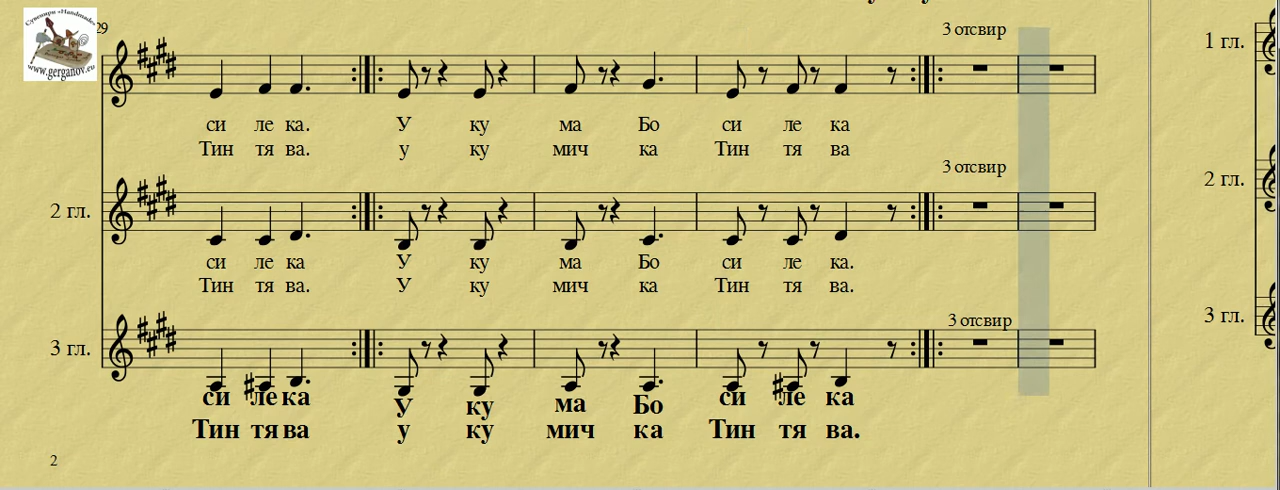 Сувенири «Handmade»
www.gerganov.eu
29
3 отсвир
1 гл.
си ле ка. У ку ма Бо си ле ка
Тин тя ва. у ку мич ка Тин тя ва
3 отсвир
2 гл.
2 гл.
си ле ка У ку ма Бо си ле ка.
Тин тя ва. У ку мич ка Тин тя ва.
3 отсвир
3 гл.
3 гл.
си ле ка У ку ма Бо си ле ка
Тин тя ва у ку мич ка Тин тя ва.
2